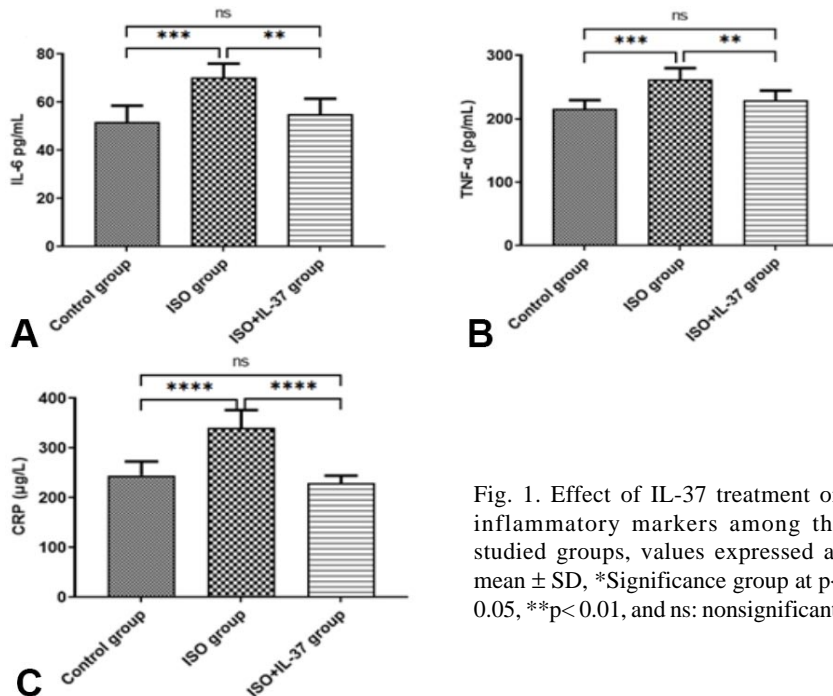 ns
***
**
80
60
40
20
0
IL-6 pg/mL
Control group
ISO group
ISO+IL-37 group
A
ns
***
**
300
200
100
0
TNF-α (pg/mL)
Control group
ISO group
ISO+IL-37 group
B
ns
****
****
400
300
200
100
0
CRP (µg/L)
Control group
ISO group
ISO+IL-37 group
C
Fig. 1. Effect of IL-37 treatment
inflammatory markers among
studied groups, values expressed
mean ± SD, *Significance group at
0.05, **p< 0.01, and ns: nonsignificant